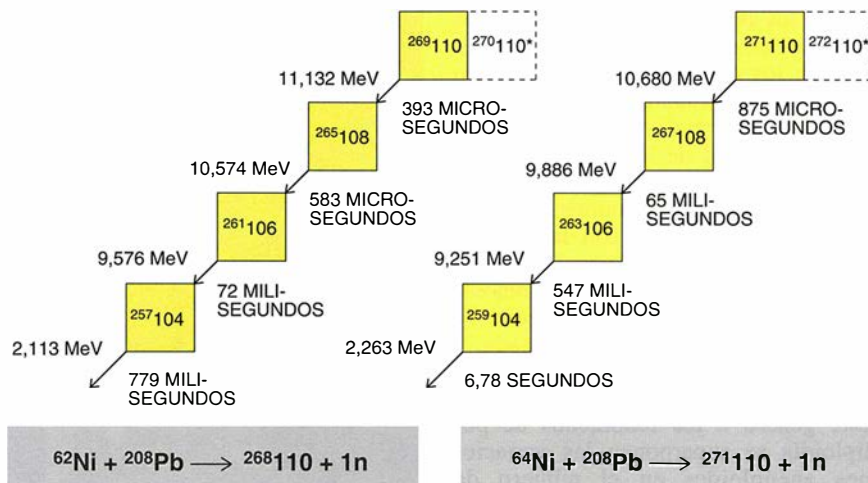 ²⁶⁹110
²⁷⁰110*
11,132 MeV
393 MICRO-
SEGUNDOS
²⁶⁵108
10,574 MeV
583 MICRO-
SEGUNDOS
²⁶¹106
9,576 MeV
72 MILI-
SEGUNDOS
²⁵⁷104
2,113 MeV
779 MILI-
SEGUNDOS
⁶²Ni + ²⁰⁸Pb ⟶ ²⁶⁸110 + 1n
²⁷¹110
²⁷²110*
10,680 MeV
875 MICRO-
SEGUNDOS
²⁶⁷108
9,886 MeV
65 MILI-
SEGUNDOS
²⁶³106
9,251 MeV
547 MILI-
SEGUNDOS
²⁵⁹104
2,263 MeV
6,78 SEGUNDOS
⁶⁴Ni + ²⁰⁸Pb ⟶ ²⁷¹110 + 1n